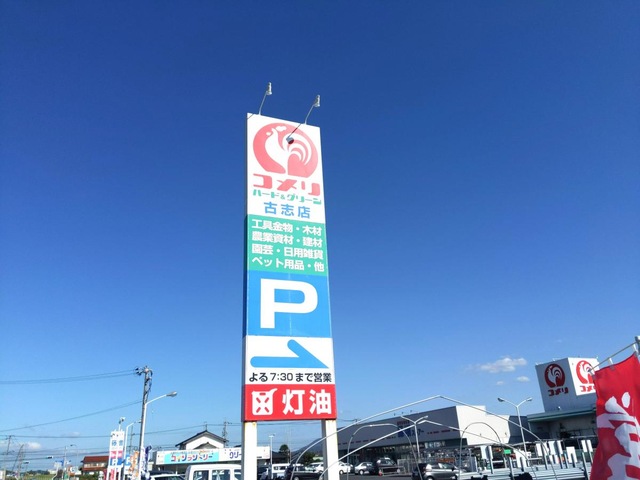 コメリ
ハード&グリーン
古志店
工具金物・木材
農業資材・建材
園芸・日用雑貨
ペット用品・他
P
よる7:30まで営業
灯油
コメリ